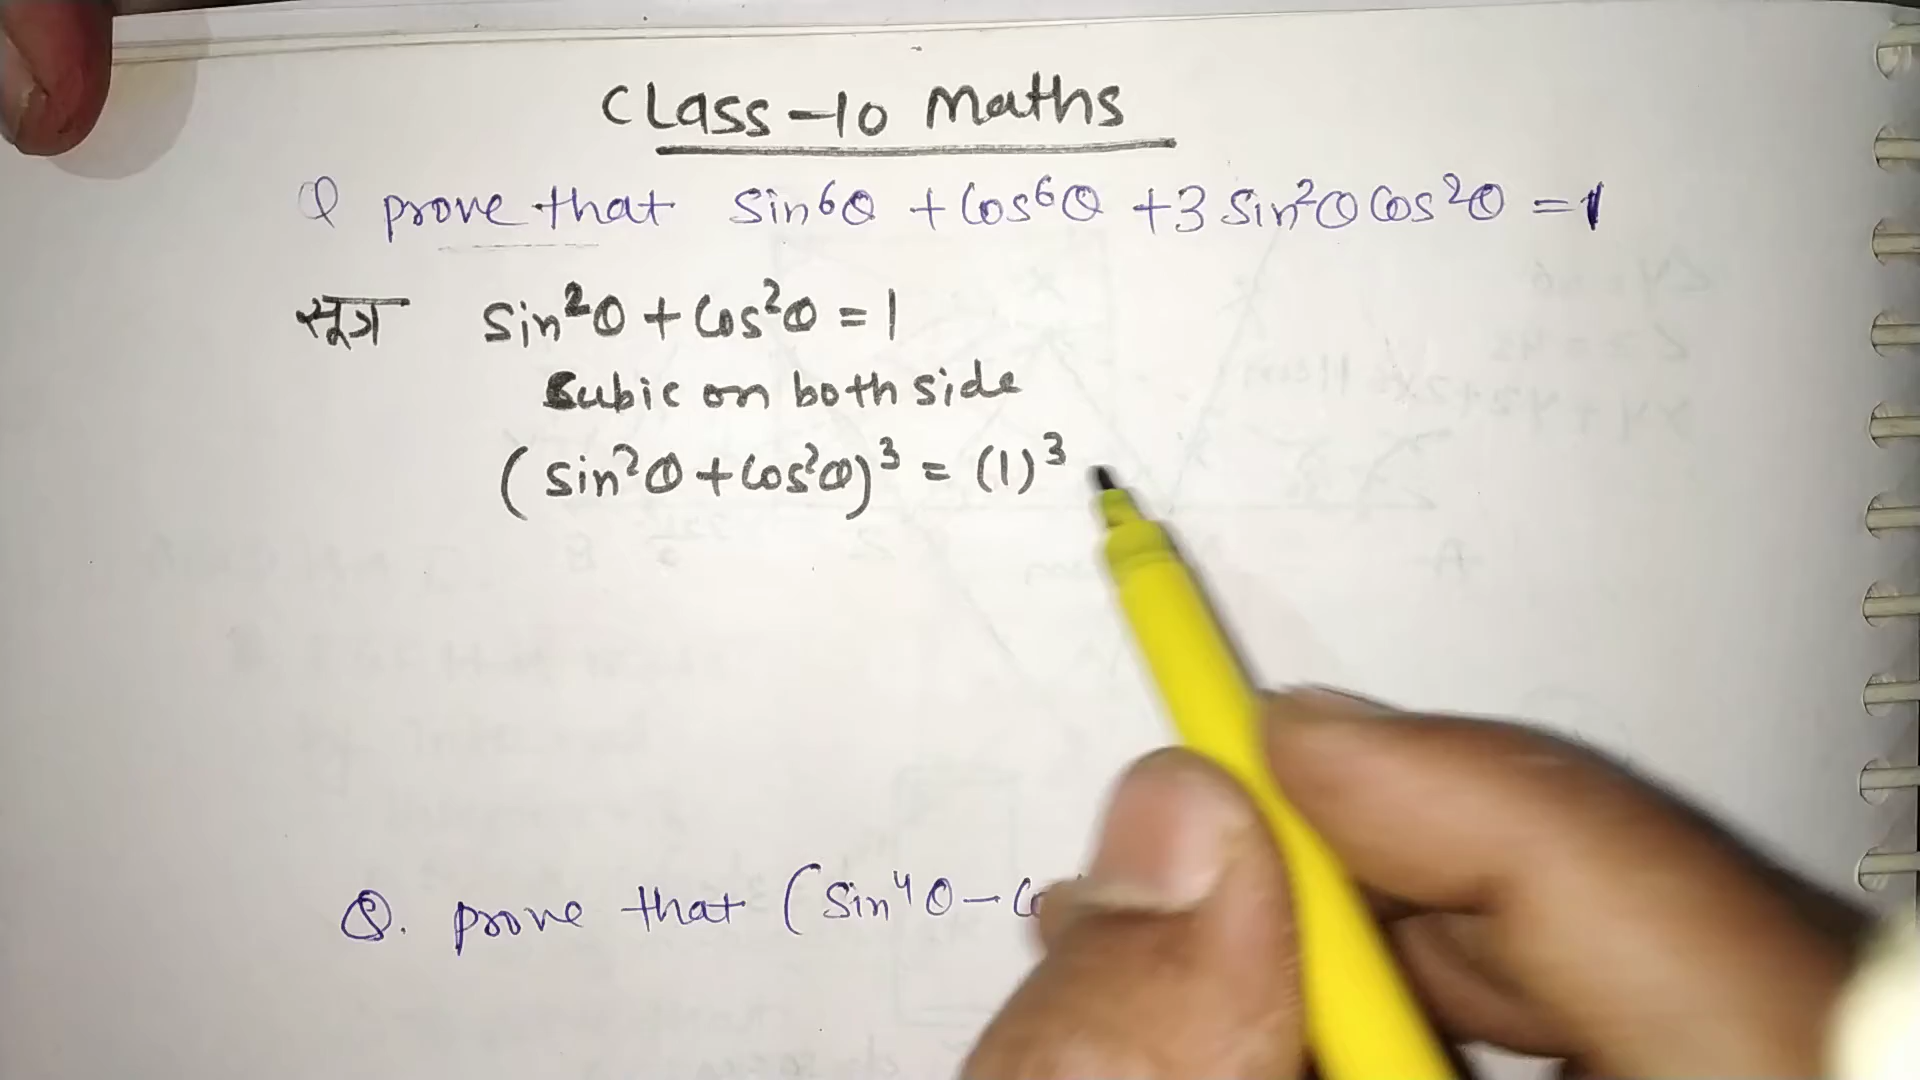 Class-10 Maths
Q prove that sin⁶θ + cos⁶θ + 3 sin²θ cos²θ = 1
सूत्र sin²θ + cos²θ = 1
Cubic on both side
(sin²θ + cos²θ)³ = (1)³
Q. prove that (sin⁴θ -